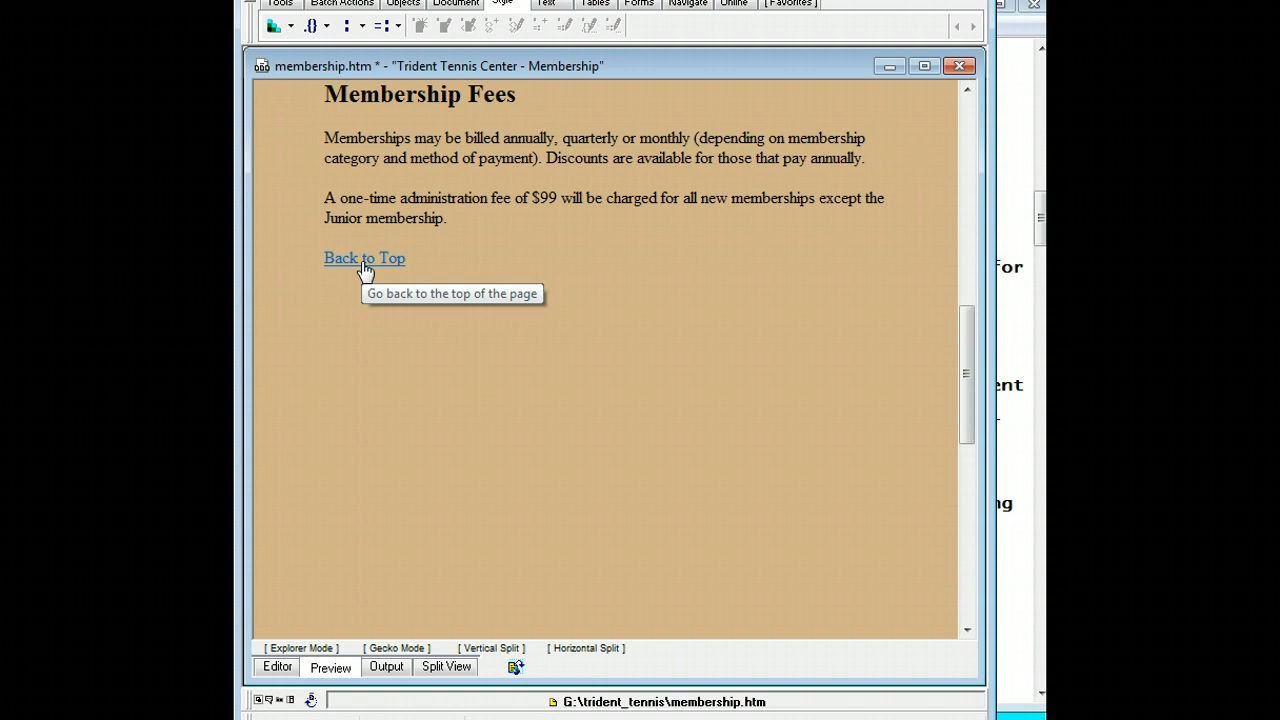 Tools Batch Actions Objects Document Style Text Tables Forms Navigate Online [ Favorites ]
membership.htm * - "Trident Tennis Center - Membership"
Membership Fees
Memberships may be billed annually, quarterly or monthly (depending on membership
category and method of payment). Discounts are available for those that pay annually.
A one-time administration fee of $99 will be charged for all new memberships except the
Junior membership.
Back to Top
Go back to the top of the page
for
ent
ng
[ Explorer Mode ] [ Gecko Mode ] [ Vertical Split ] [ Horizontal Split ]
Editor Preview Output Split View
G:\trident_tennis\membership.htm